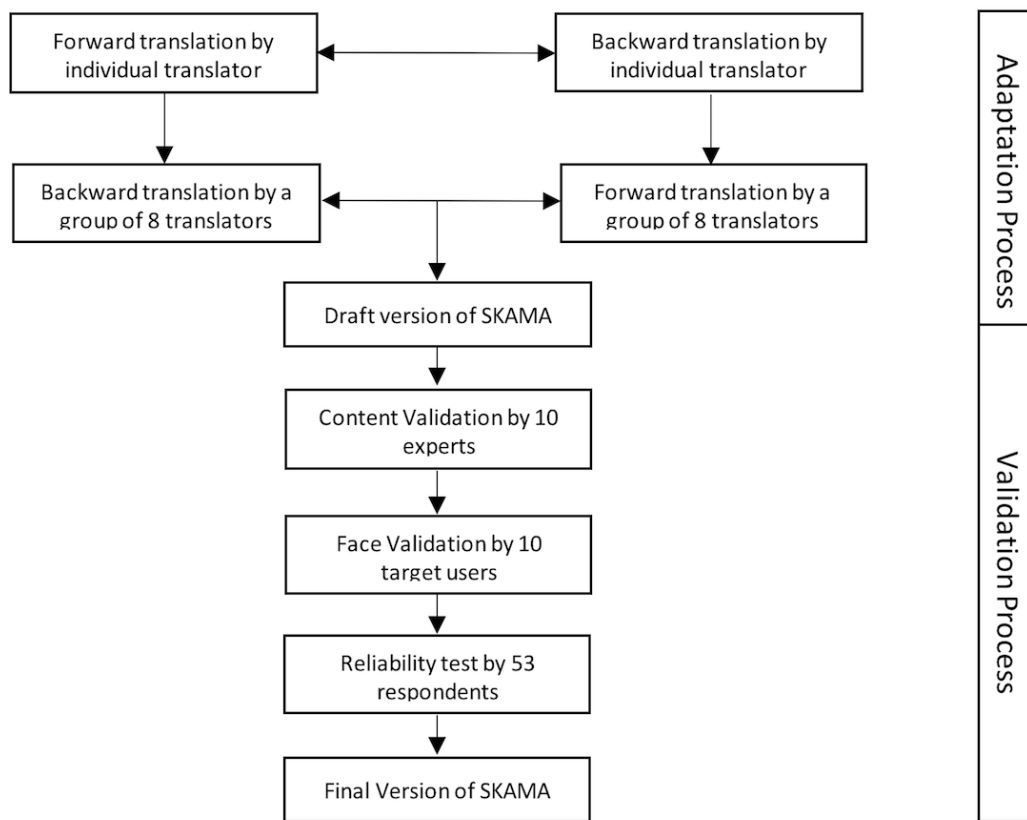 Forward translation by
individual translator
Backward translation by
individual translator
Backward translation by a
group of 8 translators
Forward translation by a
group of 8 translators
Draft version of SKAMA
Content Validation by 10
experts
Face Validation by 10
target users
Reliability test by 53
respondents
Final Version of SKAMA
Adaptation Process
Validation Process